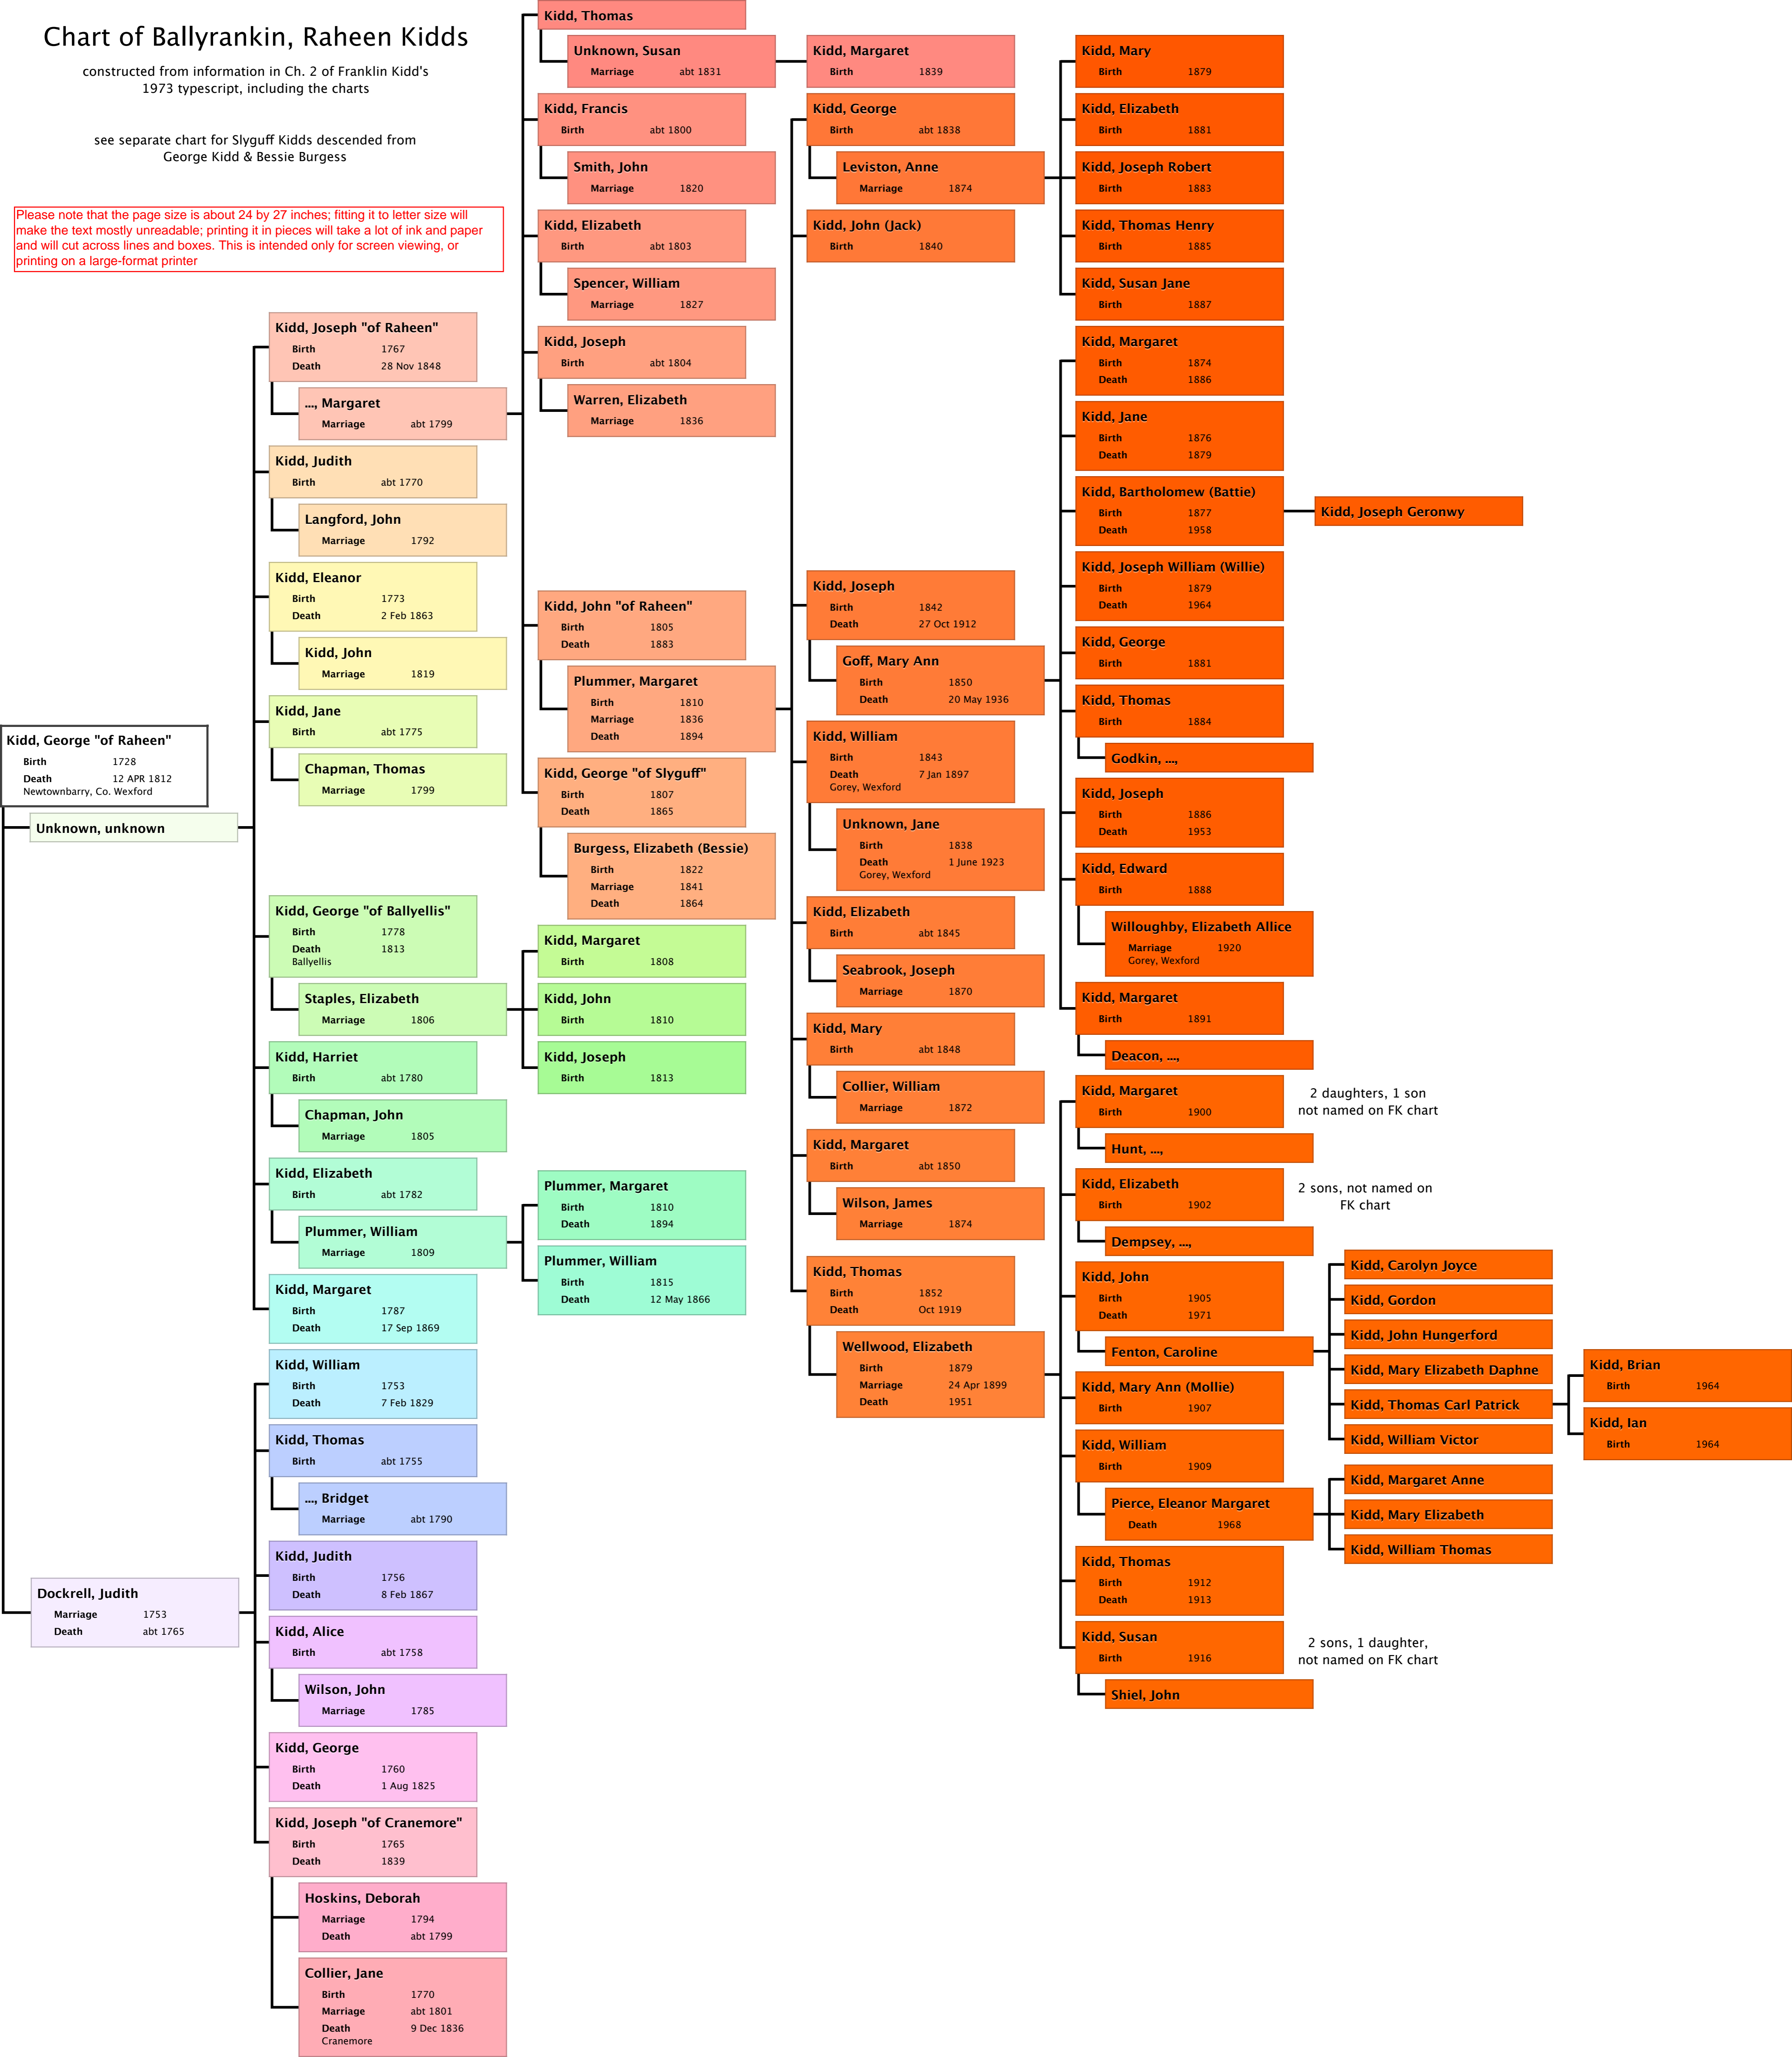 Chart of Ballyrankin, Raheen Kidds
constructed from information in Ch. 2 of Franklin Kidd's
1973 typescript, including the charts
see separate chart for Slyguff Kidds descended from
George Kidd & Bessie Burgess
Please note that the page size is about 24 by 27 inches; fitting it to letter size will
make the text mostly unreadable; printing it in pieces will take a lot of ink and paper
and will cut across lines and boxes. This is intended only for screen viewing, or
printing on a large-format printer
Kidd, George "of Raheen"
Birth 1728
Death 12 APR 1812
Newtownbarry, Co. Wexford
Unknown, unknown
Dockrell, Judith
Marriage 1753
Death abt 1765
Kidd, Joseph "of Raheen"
Birth 1767
Death 28 Nov 1848
..., Margaret
Marriage abt 1799
Kidd, Judith
Birth abt 1770
Langford, John
Marriage 1792
Kidd, Eleanor
Birth 1773
Death 2 Feb 1863
Kidd, John
Marriage 1819
Kidd, Jane
Birth abt 1775
Chapman, Thomas
Marriage 1799
Kidd, George "of Ballyellis"
Birth 1778
Death 1813
Ballyellis
Staples, Elizabeth
Marriage 1806
Kidd, Harriet
Birth abt 1780
Chapman, John
Marriage 1805
Kidd, Elizabeth
Birth abt 1782
Plummer, William
Marriage 1809
Kidd, Margaret
Birth 1787
Death 17 Sep 1869
Kidd, William
Birth 1753
Death 7 Feb 1829
Kidd, Thomas
Birth abt 1755
..., Bridget
Marriage abt 1790
Kidd, Judith
Birth 1756
Death 8 Feb 1867
Kidd, Alice
Birth abt 1758
Wilson, John
Marriage 1785
Kidd, George
Birth 1760
Death 1 Aug 1825
Kidd, Joseph "of Cranemore"
Birth 1765
Death 1839
Hoskins, Deborah
Marriage 1794
Death abt 1799
Collier, Jane
Birth 1770
Marriage abt 1801
Death 9 Dec 1836
Cranemore
Kidd, Thomas
Unknown, Susan
Marriage abt 1831
Kidd, Francis
Birth abt 1800
Smith, John
Marriage 1820
Kidd, Elizabeth
Birth abt 1803
Spencer, William
Marriage 1827
Kidd, Joseph
Birth abt 1804
Warren, Elizabeth
Marriage 1836
Kidd, John "of Raheen"
Birth 1805
Death 1883
Plummer, Margaret
Birth 1810
Marriage 1836
Death 1894
Kidd, George "of Slyguff"
Birth 1807
Death 1865
Burgess, Elizabeth (Bessie)
Birth 1822
Marriage 1841
Death 1864
Kidd, Margaret
Birth 1808
Kidd, John
Birth 1810
Kidd, Joseph
Birth 1813
Plummer, Margaret
Birth 1810
Death 1894
Plummer, William
Birth 1815
Death 12 May 1866
Kidd, Margaret
Birth 1839
Kidd, George
Birth abt 1838
Leviston, Anne
Marriage 1874
Kidd, John (Jack)
Birth 1840
Kidd, Joseph
Birth 1842
Death 27 Oct 1912
Goff, Mary Ann
Birth 1850
Death 20 May 1936
Kidd, William
Birth 1843
Death 7 Jan 1897
Gorey, Wexford
Unknown, Jane
Birth 1838
Death 1 June 1923
Gorey, Wexford
Kidd, Elizabeth
Birth abt 1845
Seabrook, Joseph
Marriage 1870
Kidd, Mary
Birth abt 1848
Collier, William
Marriage 1872
Kidd, Margaret
Birth abt 1850
Wilson, James
Marriage 1874
Kidd, Thomas
Birth 1852
Death Oct 1919
Wellwood, Elizabeth
Birth 1879
Marriage 24 Apr 1899
Death 1951
Kidd, Mary
Birth 1879
Kidd, Elizabeth
Birth 1881
Kidd, Joseph Robert
Birth 1883
Kidd, Thomas Henry
Birth 1885
Kidd, Susan Jane
Birth 1887
Kidd, Margaret
Birth 1874
Death 1886
Kidd, Jane
Birth 1876
Death 1879
Kidd, Bartholomew (Battie)
Birth 1877
Death 1958
Kidd, Joseph Geronwy
Kidd, Joseph William (Willie)
Birth 1879
Death 1964
Kidd, George
Birth 1881
Kidd, Thomas
Birth 1884
Godkin, ...,
Kidd, Joseph
Birth 1886
Death 1953
Kidd, Edward
Birth 1888
Willoughby, Elizabeth Allice
Marriage 1920
Gorey, Wexford
Kidd, Margaret
Birth 1891
Deacon, ...,
Kidd, Margaret
Birth 1900
2 daughters, 1 son
not named on FK chart
Hunt, ...,
Kidd, Elizabeth
Birth 1902
2 sons, not named on
FK chart
Dempsey, ...,
Kidd, John
Birth 1905
Death 1971
Fenton, Caroline
Kidd, Mary Ann (Mollie)
Birth 1907
Kidd, William
Birth 1909
Pierce, Eleanor Margaret
Death 1968
Kidd, Thomas
Birth 1912
Death 1913
Kidd, Susan
Birth 1916
2 sons, 1 daughter,
not named on FK chart
Shiel, John
Kidd, Carolyn Joyce
Kidd, Gordon
Kidd, John Hungerford
Kidd, Mary Elizabeth Daphne
Kidd, Thomas Carl Patrick
Kidd, William Victor
Kidd, Margaret Anne
Kidd, Mary Elizabeth
Kidd, William Thomas
Kidd, Brian
Birth 1964
Kidd, Ian
Birth 1964